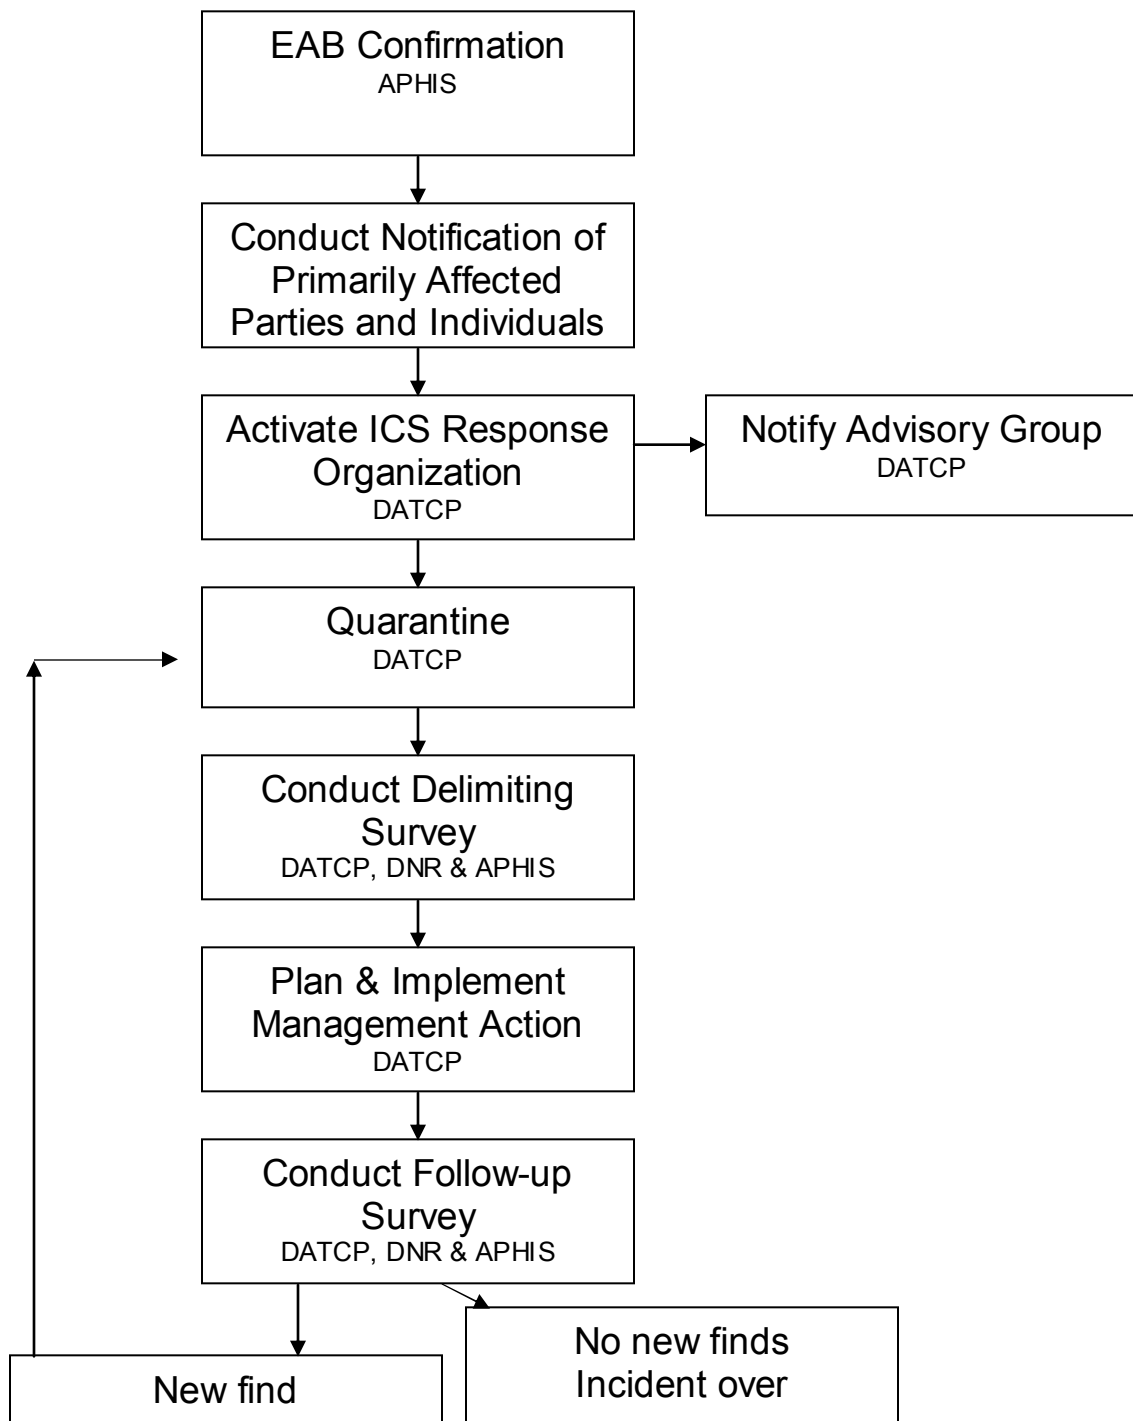 EAB Confirmation
APHIS
Conduct Notification of
Primarily Affected
Parties and Individuals
Activate ICS Response
Organization
DATCP
Notify Advisory Group
DATCP
Quarantine
DATCP
Conduct Delimiting
Survey
DATCP, DNR & APHIS
Plan & Implement
Management Action
DATCP
Conduct Follow-up
Survey
DATCP, DNR & APHIS
No new finds
Incident over
New find